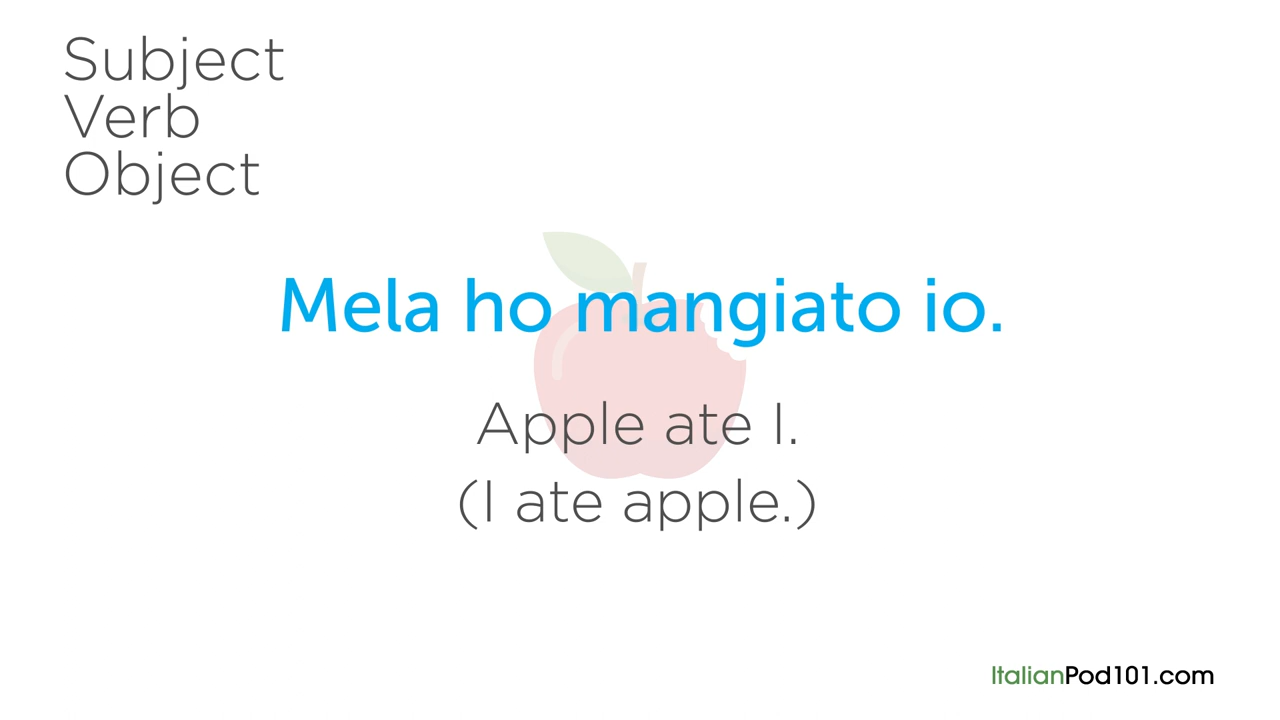 Subject
Verb
Object
Mela ho mangiato io.
Apple ate I.
(I ate apple.)
ItalianPod101.com